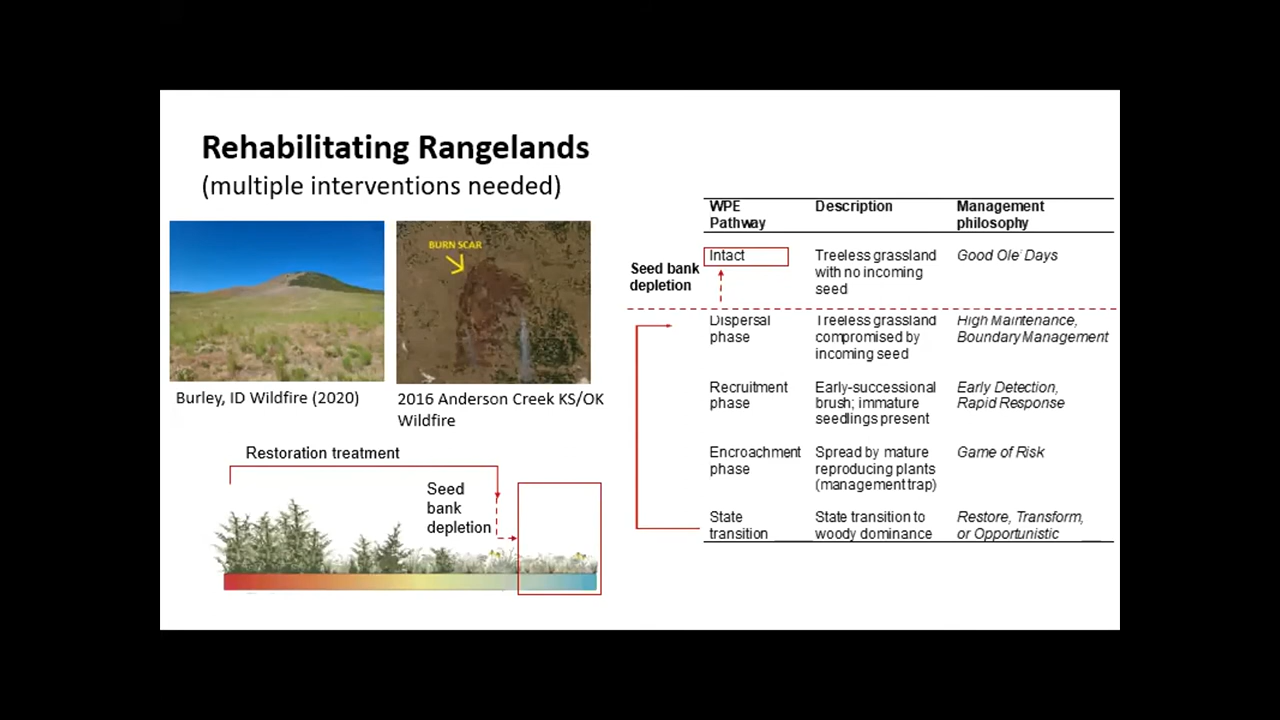 Rehabilitating Rangelands
(multiple interventions needed)
BURN SCAR
Burley, ID Wildfire (2020)
2016 Anderson Creek KS/OK
Wildfire
Restoration treatment
Seed
bank
depletion
Seed bank
depletion
WPE
Pathway
Description
Management
philosophy
Intact
Treeless grassland
with no incoming
seed
Good Ole' Days
Dispersal
phase
Treeless grassland
compromised by
incoming seed
High Maintenance,
Boundary Management
Recruitment
phase
Early-successional
brush; immature
seedlings present
Early Detection,
Rapid Response
Encroachment
phase
Spread by mature
reproducing plants
(management trap)
Game of Risk
State
transition
State transition to
woody dominance
Restore, Transform,
or Opportunistic